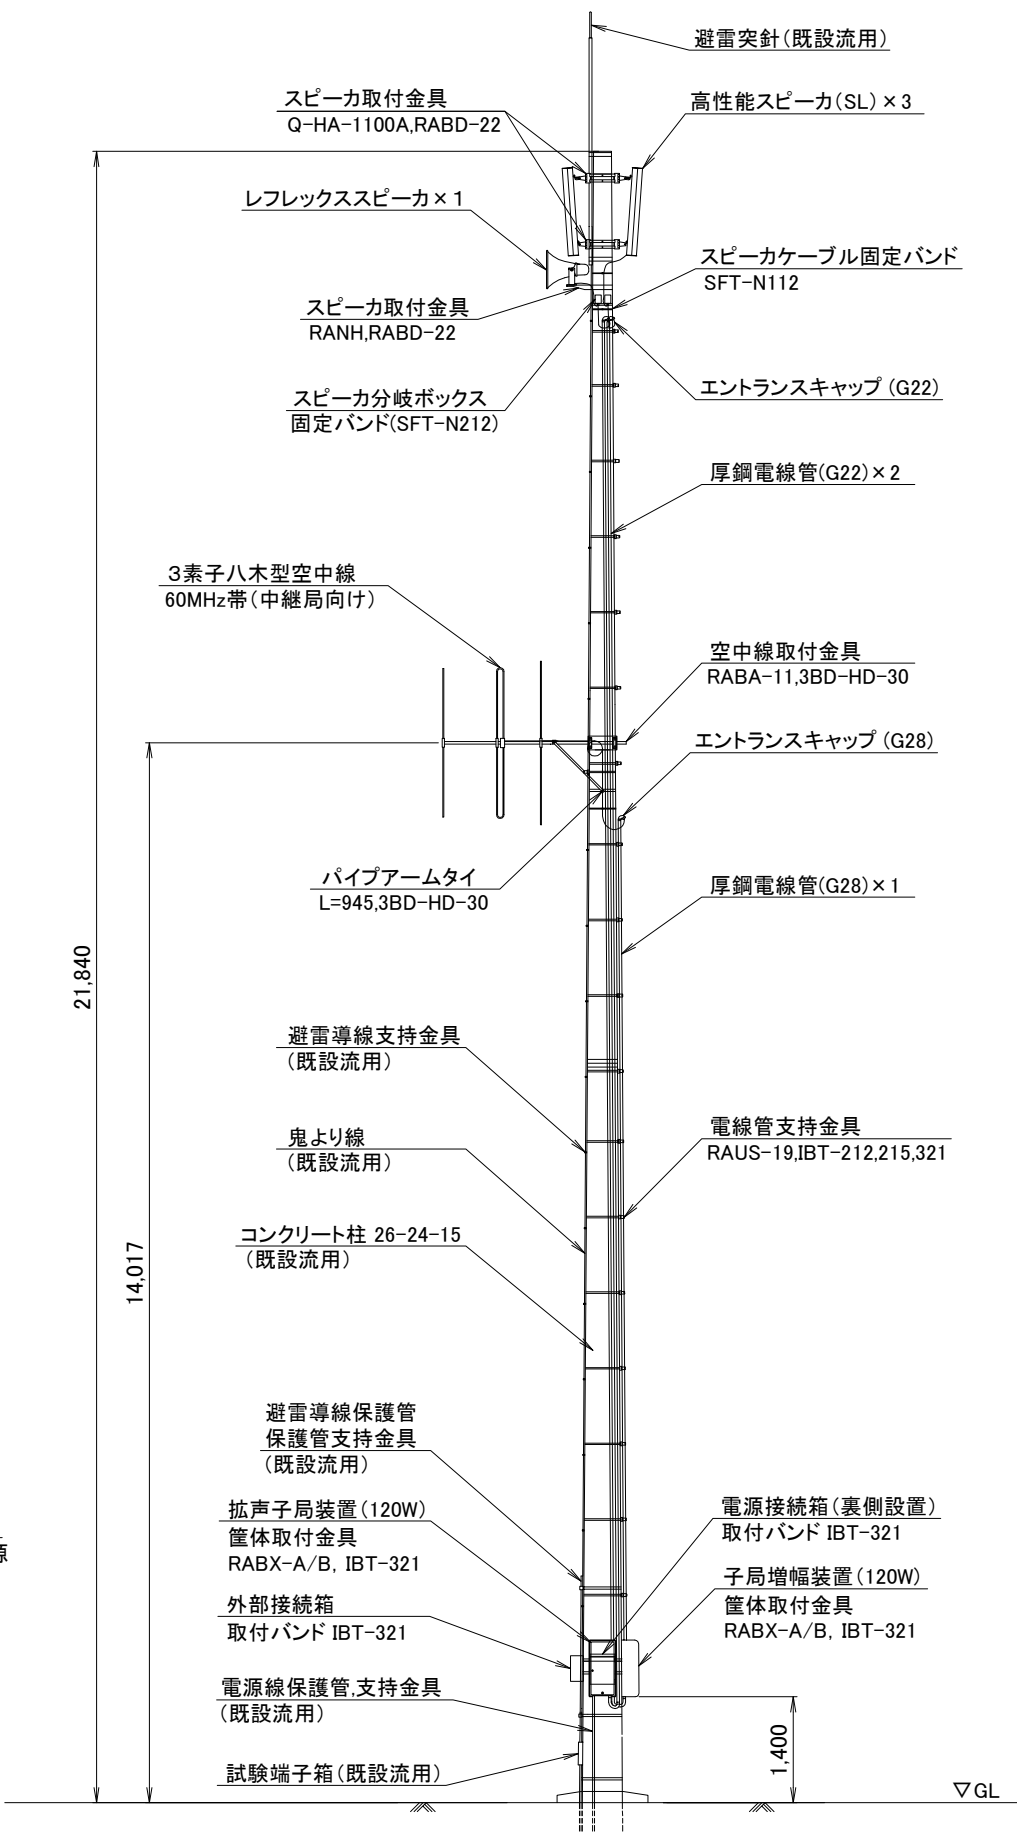 避雷突針(既設流用)
スピーカ取付金具
Q-HA-1100A,RABD-22
高性能スピーカ(SL)×3
レフレックススピーカ×1
スピーカケーブル固定バンド
SFT-N112
スピーカ取付金具
RANH,RABD-22
エントランスキャップ (G22)
スピーカ分岐ボックス
固定バンド(SFT-N212)
厚鋼電線管(G22)×2
3素子八木型空中線
60MHz帯(中継局向け)
空中線取付金具
RABA-11,3BD-HD-30
エントランスキャップ (G28)
パイプアームタイ
L=945,3BD-HD-30
厚鋼電線管(G28)×1
21,840
避雷導線支持金具
(既設流用)
鬼より線
(既設流用)
電線管支持金具
RAUS-19,IBT-212,215,321
コンクリート柱 26-24-15
(既設流用)
14,017
避雷導線保護管
保護管支持金具
(既設流用)
拡声子局装置(120W)
筐体取付金具
RABX-A/B, IBT-321
電源接続箱(裏側設置)
取付バンド IBT-321
子局増幅装置(120W)
筐体取付金具
RABX-A/B, IBT-321
外部接続箱
取付バンド IBT-321
電源線保護管,支持金具
(既設流用)
1,400
試験端子箱(既設流用)
▽GL